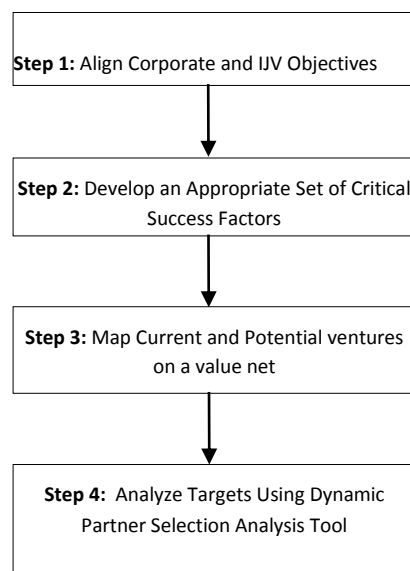 Step 1: Align Corporate and IJV Objectives
Step 2: Develop an Appropriate Set of Critical
Success Factors
Step 3: Map Current and Potential ventures
on a value net
Step 4: Analyze Targets Using Dynamic
Partner Selection Analysis Tool